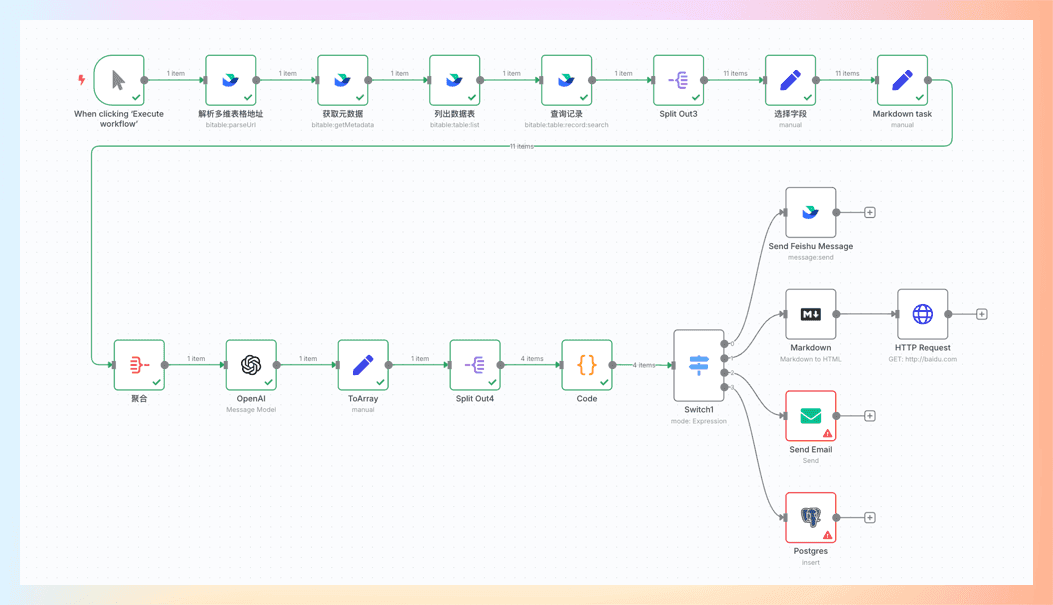 1 item
1 item
1 item
1 item
1 item
11 items
11 items
When clicking ‘Execute
workflow’
解析多维表格地址
bitable:parseUrl
获取元数据
bitable:getMetadata
列出数据表
bitable:table:list
查询记录
bitable:table:record:search
Split Out3
选择字段
manual
Markdown task
manual
11 items
Send Feishu Message
message:send
M
Markdown
Markdown to HTML
HTTP Request
GET: http://baidu.com
1 item
1 item
1 item
4 items
4 items
0
1
2
3
聚合
OpenAI
Message Model
ToArray
manual
Split Out4
{}
Code
Switch1
mode: Expression
Send Email
Send
Postgres
Insert